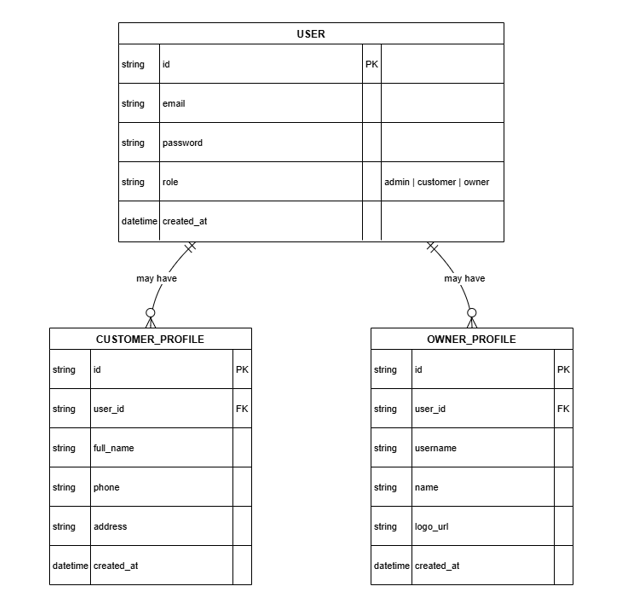 USER
string id PK
string email
string password
string role admin | customer | owner
datetime created_at
may have may have
CUSTOMER_PROFILE
string id PK
string user_id FK
string full_name
string phone
string address
datetime created_at
OWNER_PROFILE
string id PK
string user_id FK
string username
string name
string logo_url
datetime created_at